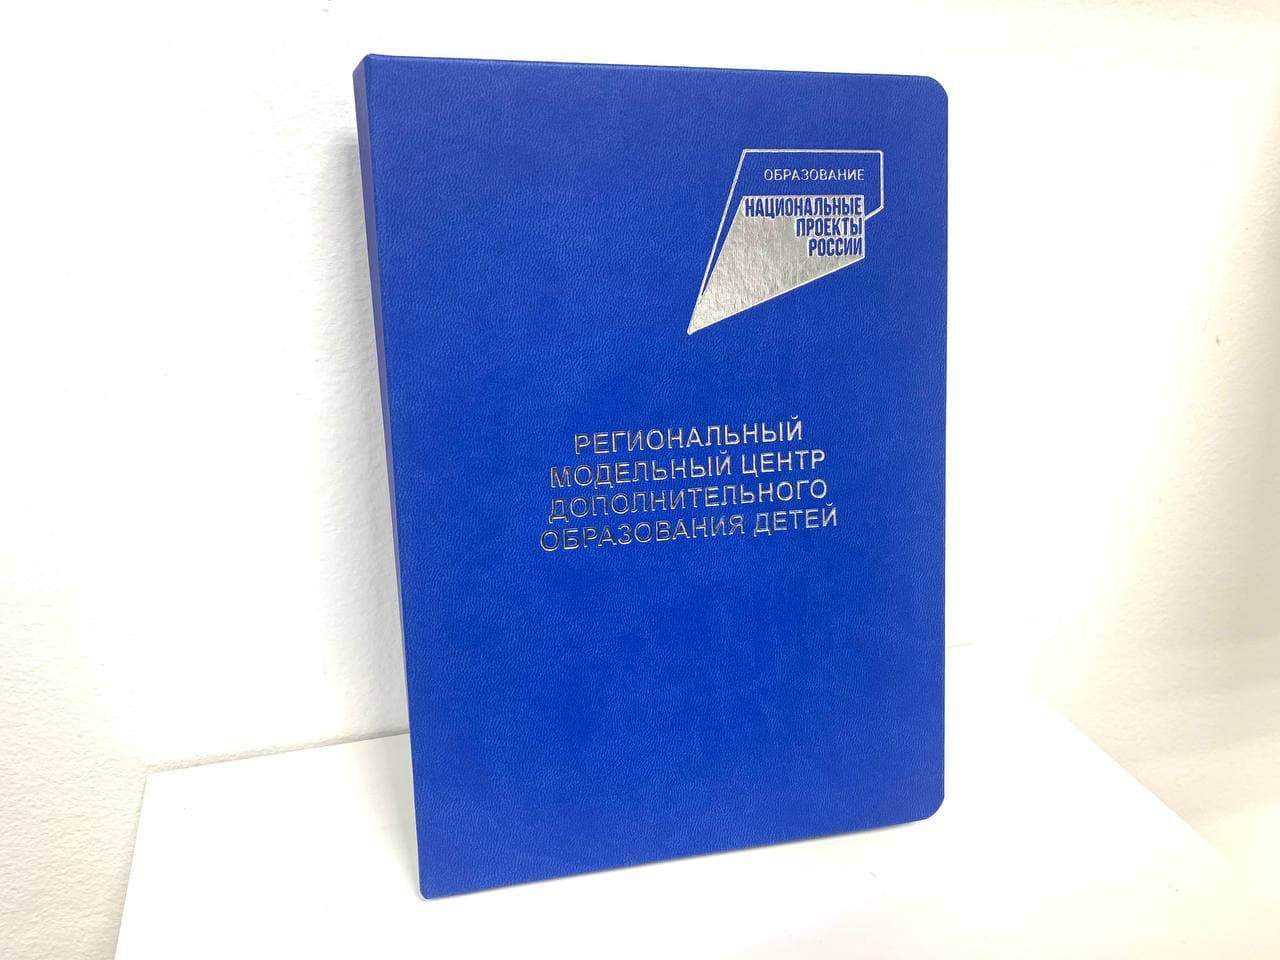 ОБРАЗОВАНИЕ
НАЦИОНАЛЬНЫЕ
ПРОЕКТЫ
РОССИИ
РЕГИОНАЛЬНЫЙ
МОДЕЛЬНЫЙ ЦЕНТР
ДОПОЛНИТЕЛЬНОГО
ОБРАЗОВАНИЯ ДЕТЕЙ